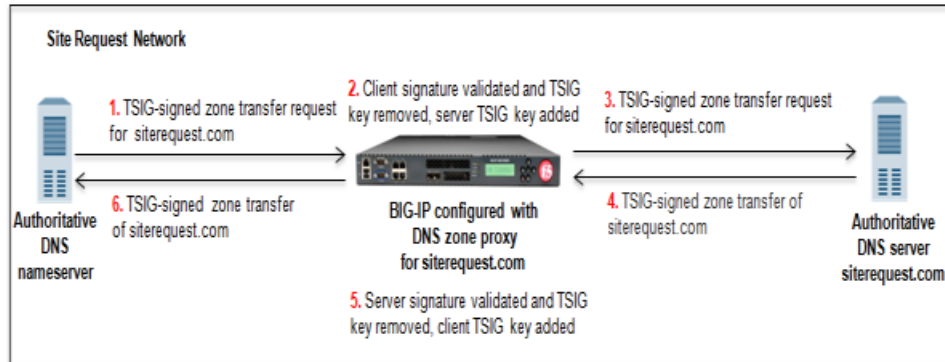 Site Request Network
1. TSIG-signed zone transfer request
for siterequest.com
2. Client signature validated and TSIG
key removed, server TSIG key added
3. TSIG-signed zone transfer request
for siterequest.com
6. TSIG-signed zone transfer
of siterequest.com
4. TSIG-signed zone transfer of
siterequest.com
Authoritative
DNS
nameserver
BIG-IP configured with
DNS zone proxy
for siterequest.com
Authoritative
DNS server
siterequest.com
5. Server signature validated and TSIG
key removed, client TSIG key added